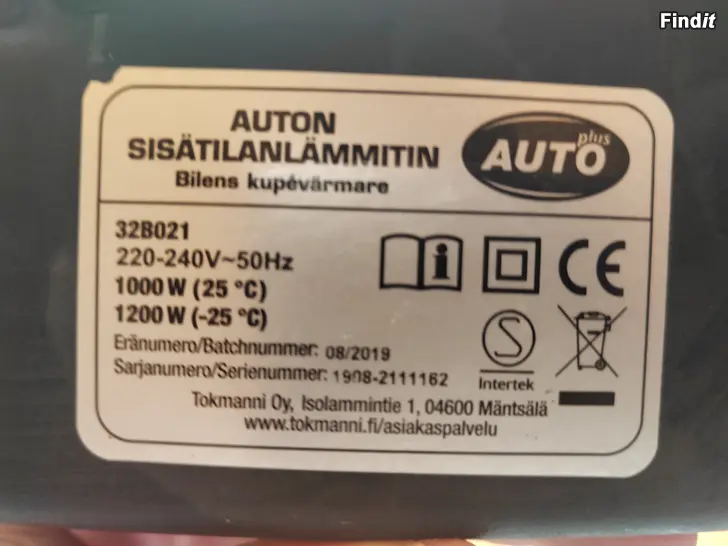 Findit
AUTON
SISÄTILANLÄMMITIN
Bilens kupévärmare
plus
AUTO
32B021
220-240V~50Hz
1000 W (25 °C)
1200 W (-25 °C)
i
CE
S
Intertek
Eränumero/Batchnummer: 08/2019
Sarjanumero/Serienummer: 1908-2111162
Tokmanni Oy, Isolammintie 1, 04600 Mäntsälä
www.tokmanni.fi/asiakaspalvelu